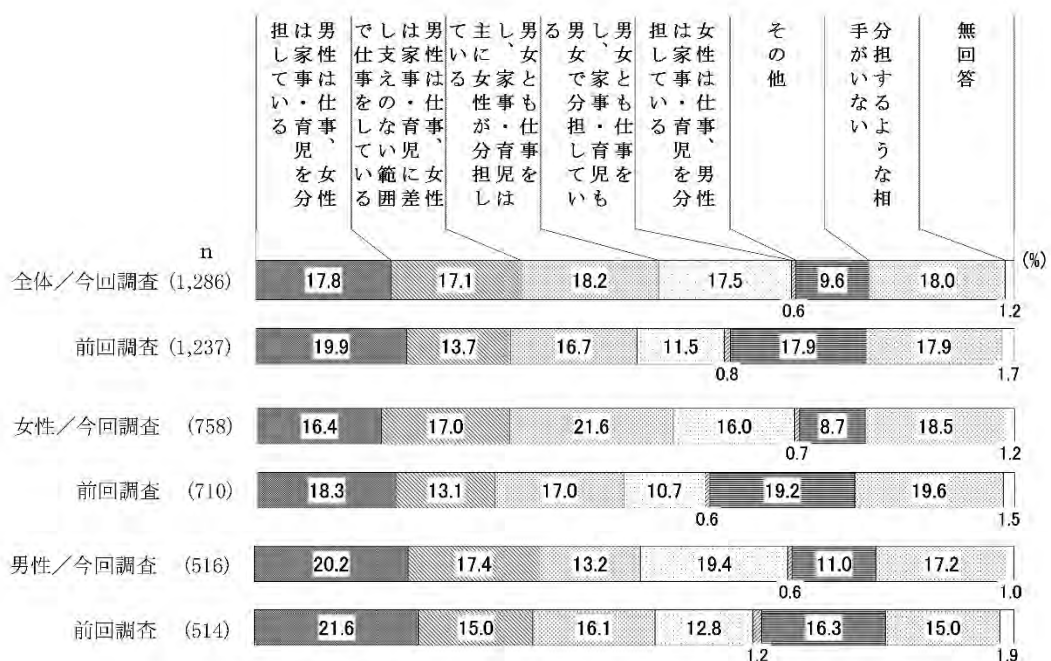 男性は仕事、女性
は家事・育児を分
担している
男性は仕事、女性
は家事・育児に差
し支えのない範囲
で仕事をしている
男女とも仕事を
し、家事・育児は
主に女性が分担し
ている
男女とも仕事を
し、家事・育児も
男女で分担してい
る
女性は仕事、男性
は家事・育児を分
担している
その他
分担するような相
手がいない
無回答
n
(%)
全体／今回調査 (1,286) 17.8 17.1 18.2 17.5 9.6 18.0
0.6 1.2
前回調査 (1,237) 19.9 13.7 16.7 11.5 17.9 17.9
0.8 1.7
女性／今回調査 (758) 16.4 17.0 21.6 16.0 8.7 18.5
0.7 1.2
前回調査 (710) 18.3 13.1 17.0 10.7 19.2 19.6
0.6 1.5
男性／今回調査 (516) 20.2 17.4 13.2 19.4 11.0 17.2
0.6 1.0
前回調査 (514) 21.6 15.0 16.1 12.8 16.3 15.0
1.2 1.9